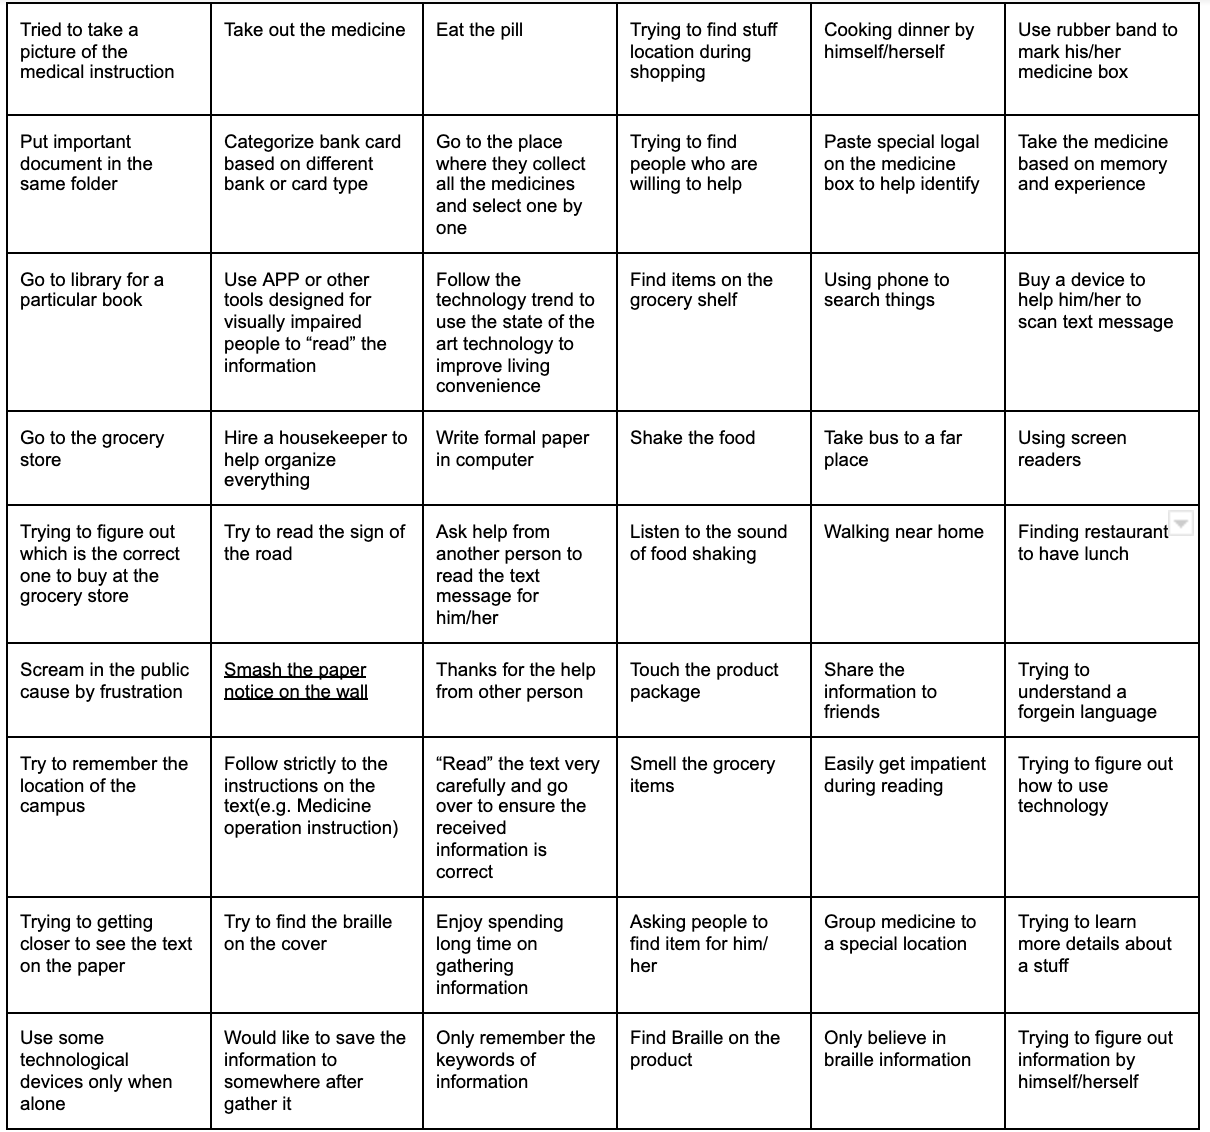 Tried to take a
picture of the
medical instruction
Take out the medicine
Eat the pill
Trying to find stuff
location during
shopping
Cooking dinner by
himself/herself
Use rubber band to
mark his/her
medicine box
Put important
document in the
same folder
Categorize bank card
based on different
bank or card type
Go to the place
where they collect
all the medicines
and select one by
one
Trying to find
people who are
willing to help
Paste special logal
on the medicine
box to help identify
Take the medicine
based on memory
and experience
Go to library for a
particular book
Use APP or other
tools designed for
visually impaired
people to “read” the
information
Follow the
technology trend to
use the state of the
art technology to
improve living
convenience
Find items on the
grocery shelf
Using phone to
search things
Buy a device to
help him/her to
scan text message
Go to the grocery
store
Hire a housekeeper to
help organize
everything
Write formal paper
in computer
Shake the food
Take bus to a far
place
Using screen
readers
Trying to figure out
which is the correct
one to buy at the
grocery store
Try to read the sign of
the road
Ask help from
another person to
read the text
message for
him/her
Listen to the sound
of food shaking
Walking near home
Finding restaurant
to have lunch
Scream in the public
cause by frustration
Smash the paper
notice on the wall
Thanks for the help
from other person
Touch the product
package
Share the
information to
friends
Trying to
understand a
forgein language
Try to remember the
location of the
campus
Follow strictly to the
instructions on the
text(e.g. Medicine
operation instruction)
“Read” the text very
carefully and go
over to ensure the
received
information is
correct
Smell the grocery
items
Easily get impatient
during reading
Trying to figure out
how to use
technology
Trying to getting
closer to see the text
on the paper
Try to find the braille
on the cover
Enjoy spending
long time on
gathering
information
Asking people to
find item for him/
her
Group medicine to
a special location
Trying to learn
more details about
a stuff
Use some
technological
devices only when
alone
Would like to save the
information to
somewhere after
gather it
Only remember the
keywords of
information
Find Braille on the
product
Only believe in
braille information
Trying to figure out
information by
himself/herself